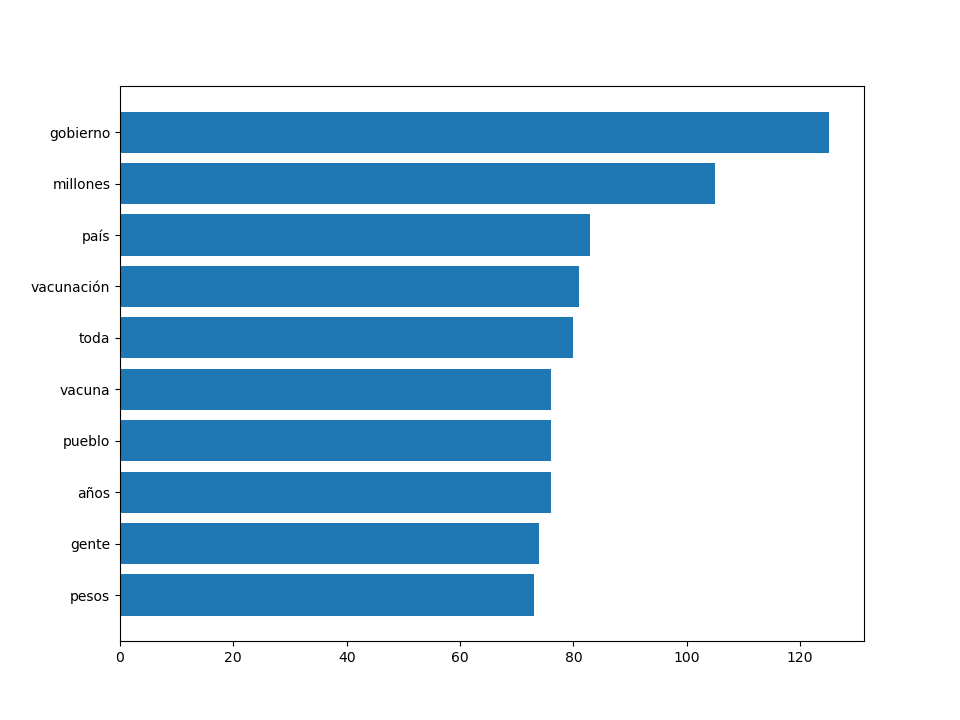 gobierno
millones
país
vacunación
toda
vacuna
pueblo
años
gente
pesos
0 20 40 60 80 100 120